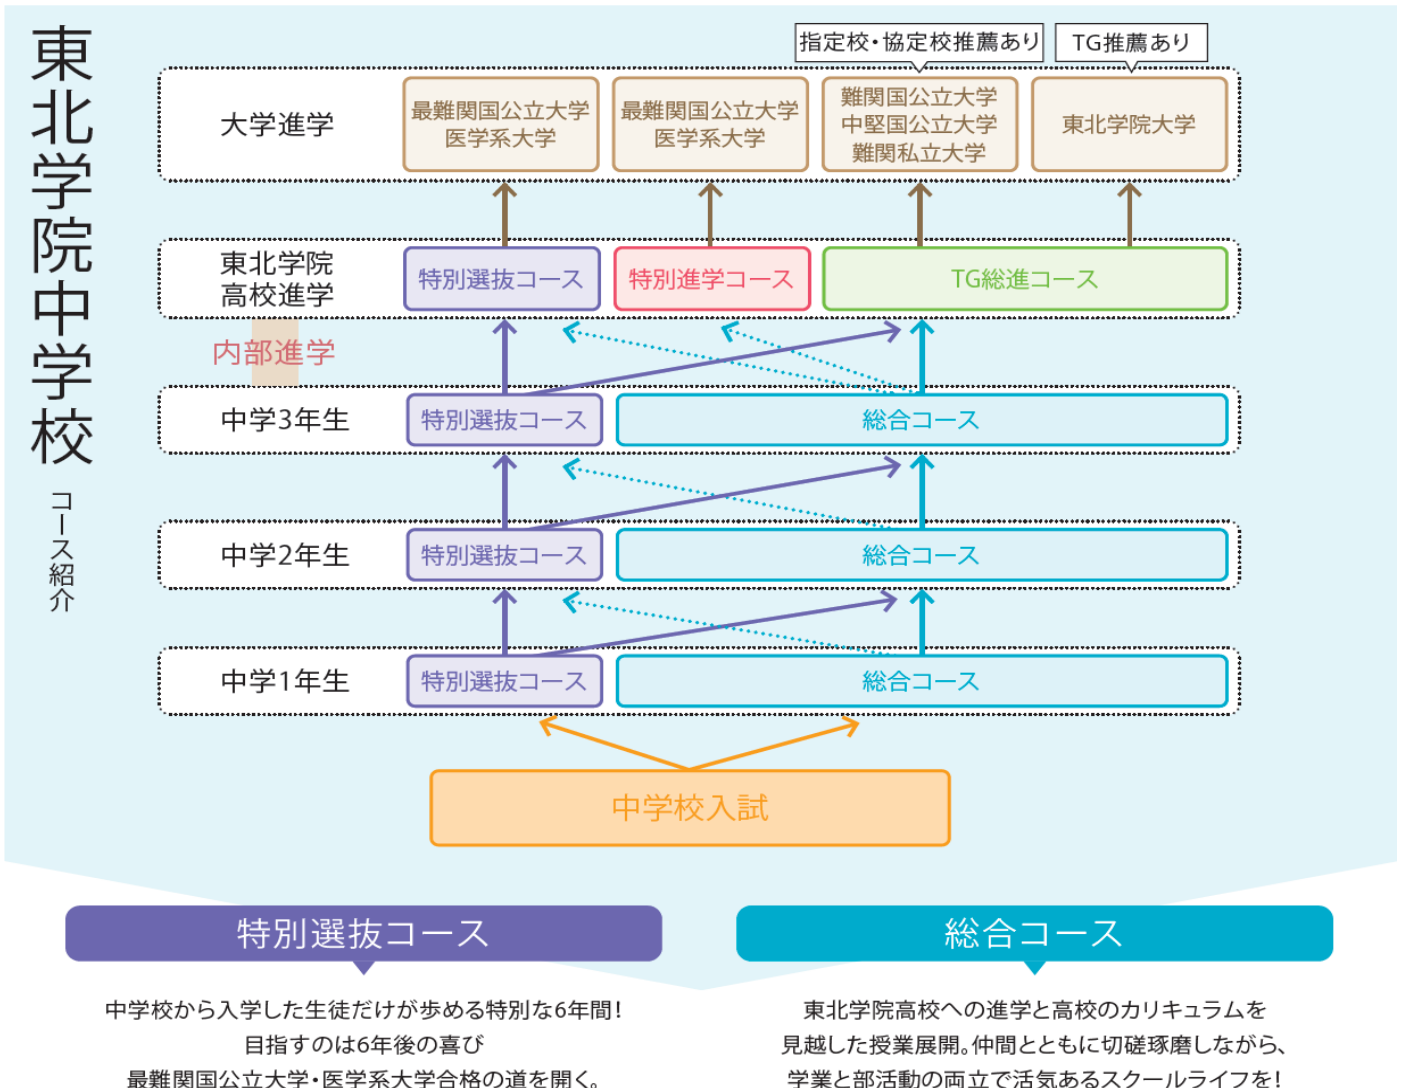 東北学院中学校
コース紹介
指定校・協定校推薦あり
TG推薦あり
大学進学
最難関国公立大学
医学系大学
最難関国公立大学
医学系大学
難関国公立大学
中堅国公立大学
難関私立大学
東北学院大学
東北学院
高校進学
特別選抜コース
特別進学コース
TG総進コース
内部進学
中学3年生
特別選抜コース
総合コース
中学2年生
特別選抜コース
総合コース
中学1年生
特別選抜コース
総合コース
中学校入試
特別選抜コース
中学校から入学した生徒だけが歩める特別な6年間!
目指すのは6年後の喜び
最難関国公立大学・医学系大学合格の道を開く。
総合コース
東北学院高校への進学と高校のカリキュラムを
見越した授業展開。仲間とともに切磋琢磨しながら、
学業と部活動の両立で活気あるスクールライフを!